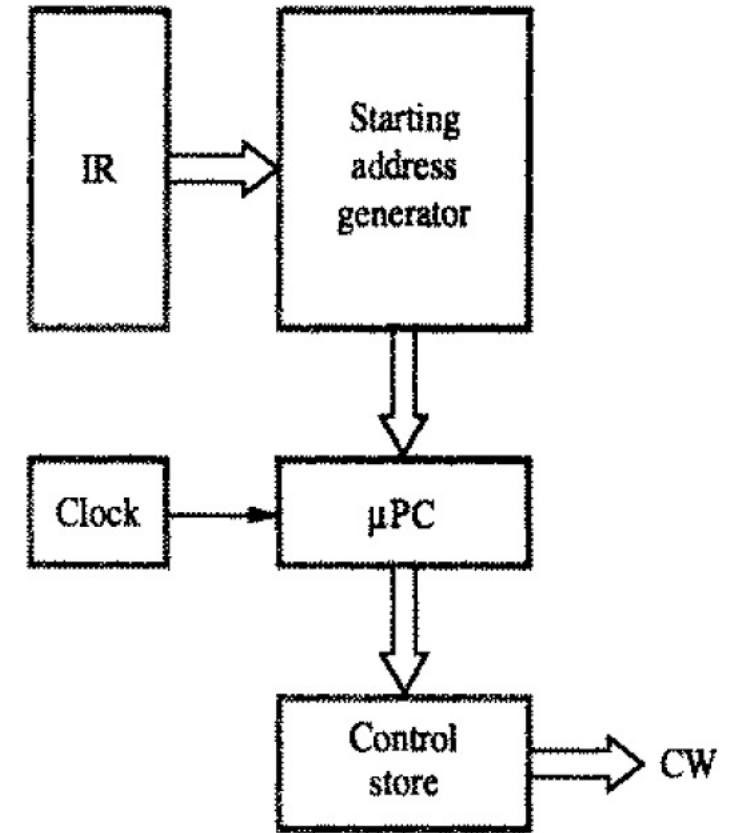 IR
Starting
address
generator
Clock
μPC
Control
store
CW